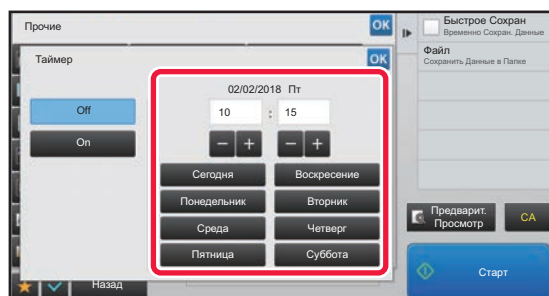 Прочие
OK
Таймер
OK
02/02/2018 Пт
Off
10 : 15
On
− +
− +
Сегодня
Воскресение
Понедельник
Вторник
Среда
Четверг
Пятница
Суббота
Назад
Быстрое Сохран
Временно Сохран. Данные
Файл
Сохранить Данные в Папке
Предварит.
Просмотр
CA
Старт